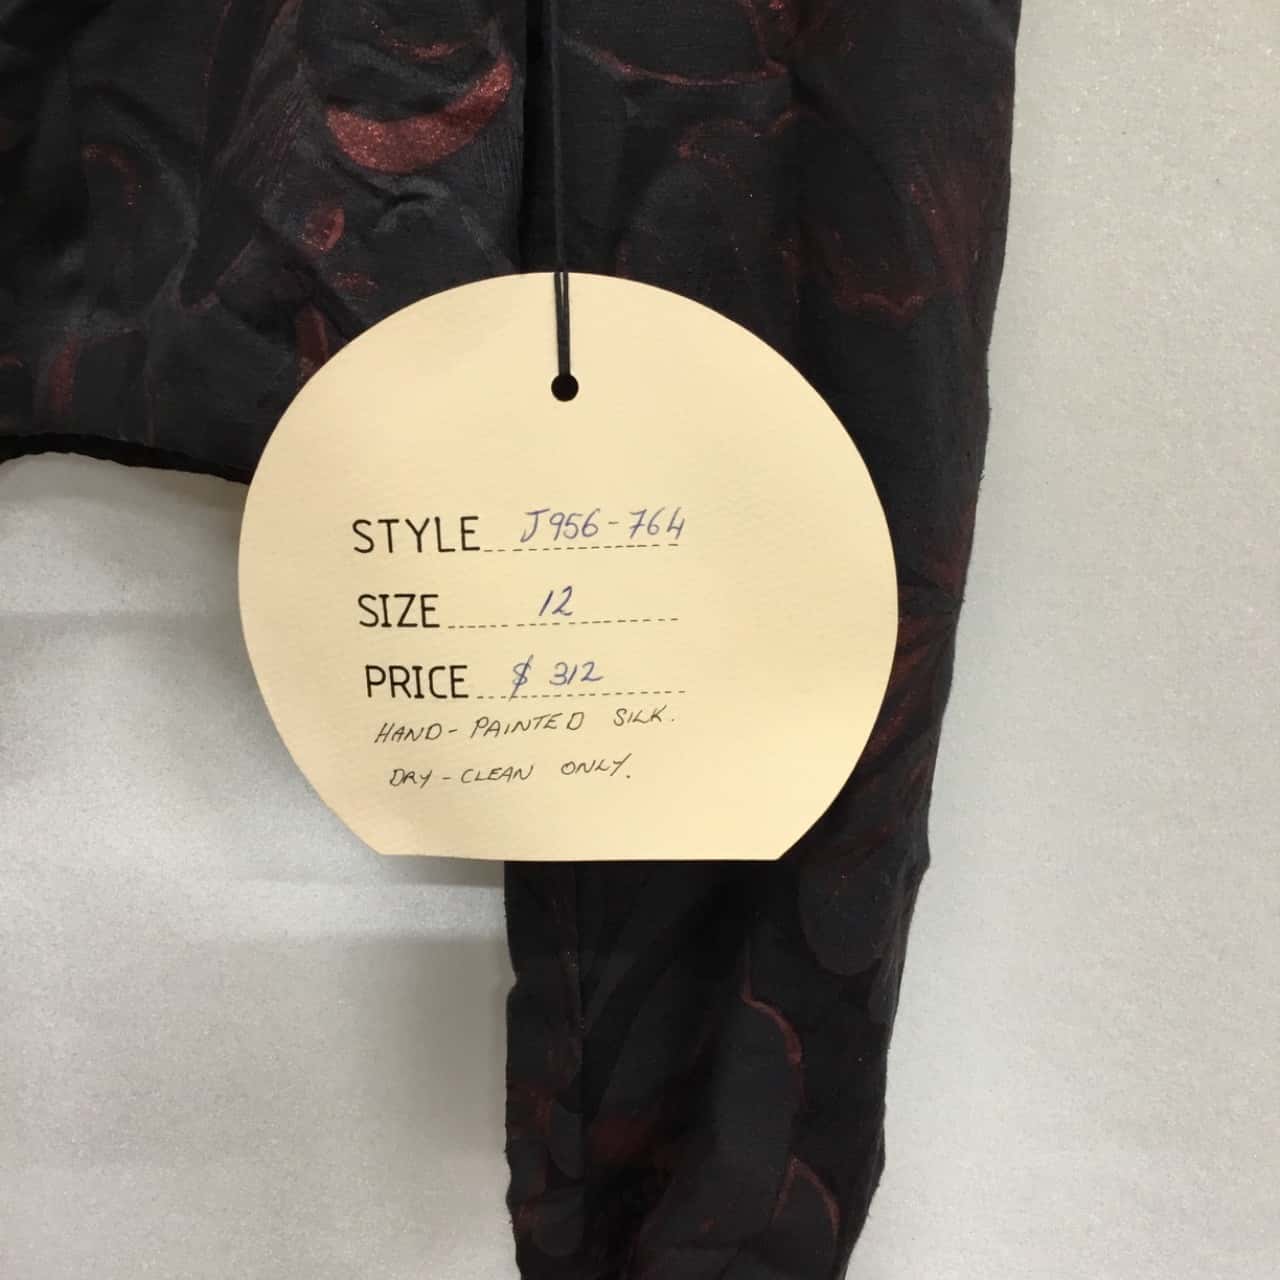 STYLE J956-764
SIZE 12
PRICE $ 312
HAND-PAINTED SILK.
DRY-CLEAN ONLY.